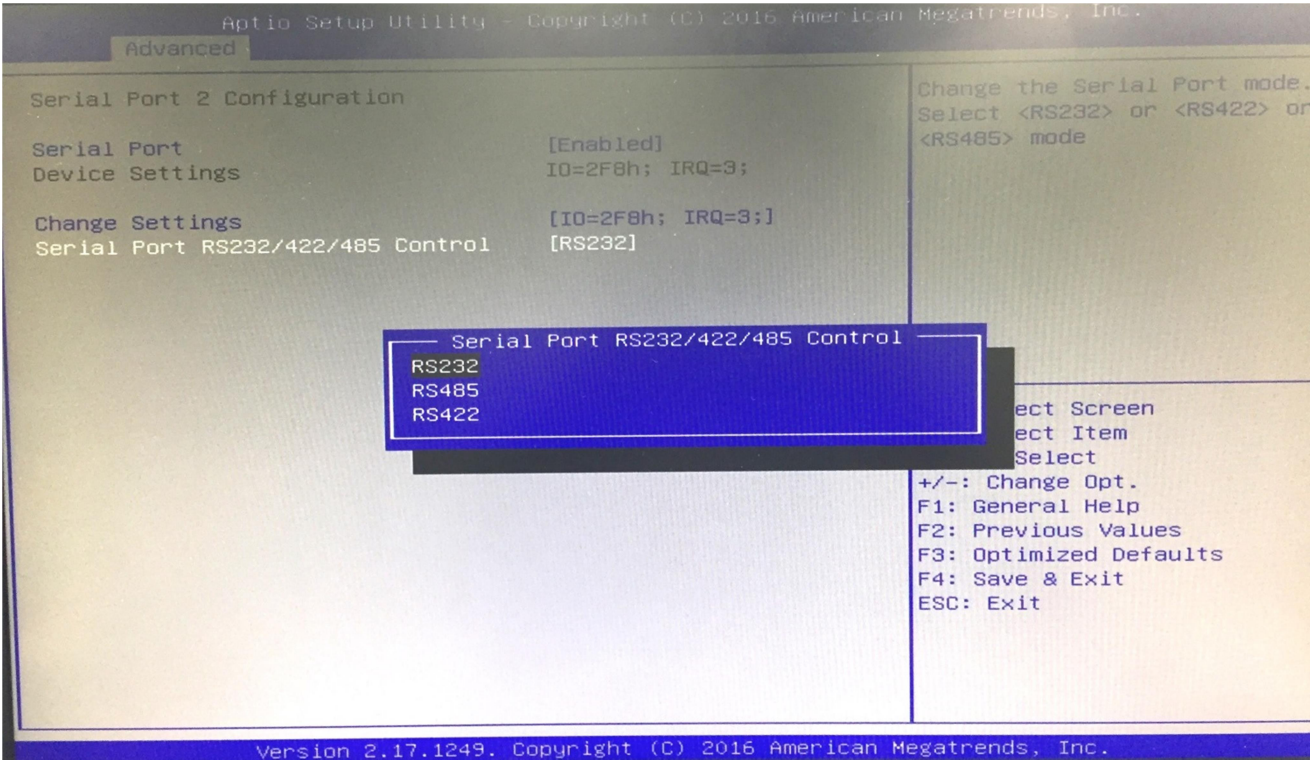 Aptio Setup Utility - Copyright (C) 2016 American Megatrends, Inc.
Advanced
Serial Port 2 Configuration
Serial Port [Enabled]
Device Settings IO=2F8h; IRQ=3;
Change Settings [IO=2F8h; IRQ=3;]
Serial Port RS232/422/485 Control [RS232]
Change the Serial Port mode.
Select <RS232> or <RS422> or
<RS485> mode
Serial Port RS232/422/485 Control
RS232
RS485
RS422
ect Screen
ect Item
Select
+/-: Change Opt.
F1: General Help
F2: Previous Values
F3: Optimized Defaults
F4: Save & Exit
ESC: Exit
Version 2.17.1249. Copyright (C) 2016 American Megatrends, Inc.